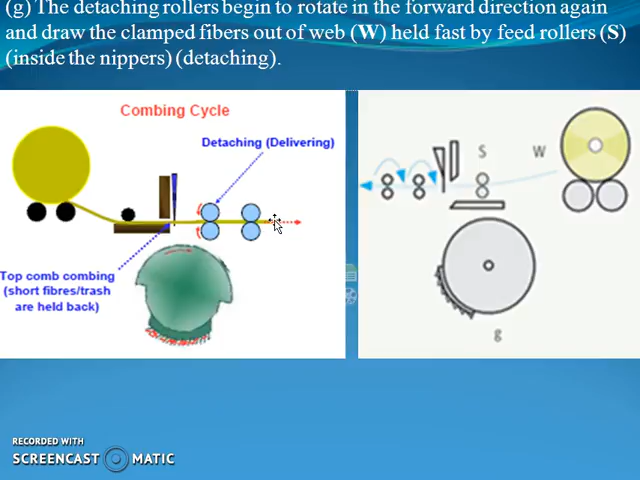 (g) The detaching rollers begin to rotate in the forward direction again
and draw the clamped fibers out of web (W) held fast by feed rollers (S)
(inside the nippers) (detaching).
Combing Cycle
Detaching (Delivering)
Top comb combing
(short fibres/trash
are held back)
S
W
g
RECORDED WITH
SCREENCAST MATIC